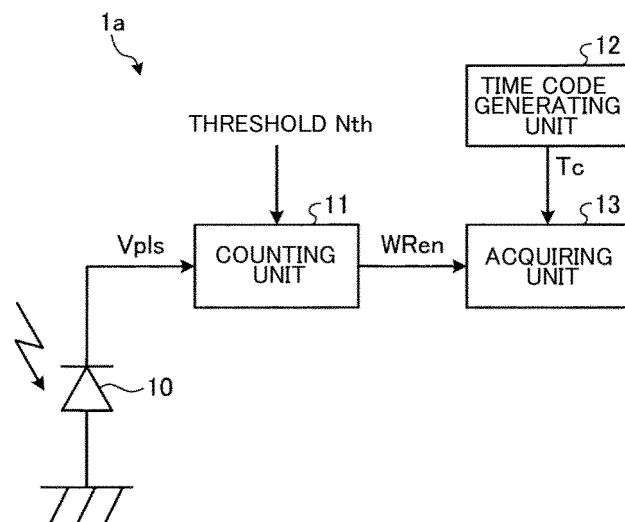 1a
12
TIME CODE
GENERATING
UNIT
THRESHOLD Nth
Tc
11
13
Vpls
COUNTING
UNIT
WRen
ACQUIRING
UNIT
10